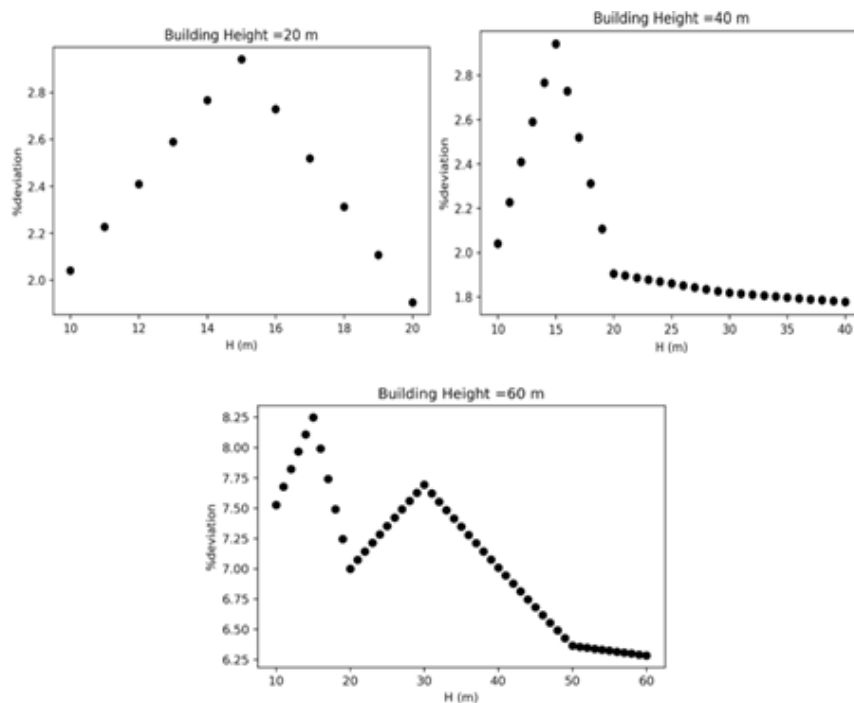 Building Height =20 m
2.8
2.6
2.4
2.2
2.0
%deviation
10 12 14 16 18 20
H (m)
Building Height =40 m
2.8
2.6
2.4
2.2
2.0
1.8
%deviation
10 15 20 25 30 35 40
H (m)
Building Height =60 m
8.25
8.00
7.75
7.50
7.25
7.00
6.75
6.50
6.25
%deviation
10 20 30 40 50 60
H (m)